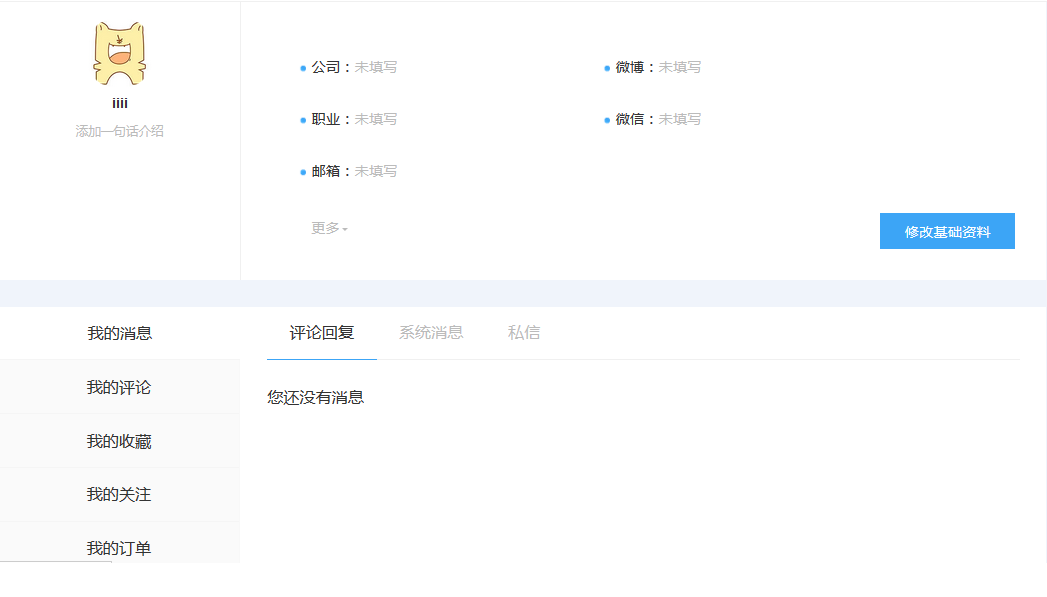 iiii
添加一句话介绍
公司：未填写
微博：未填写
职业：未填写
微信：未填写
邮箱：未填写
更多
修改基础资料
我的消息
我的评论
我的收藏
我的关注
我的订单
评论回复 系统消息 私信
您还没有消息